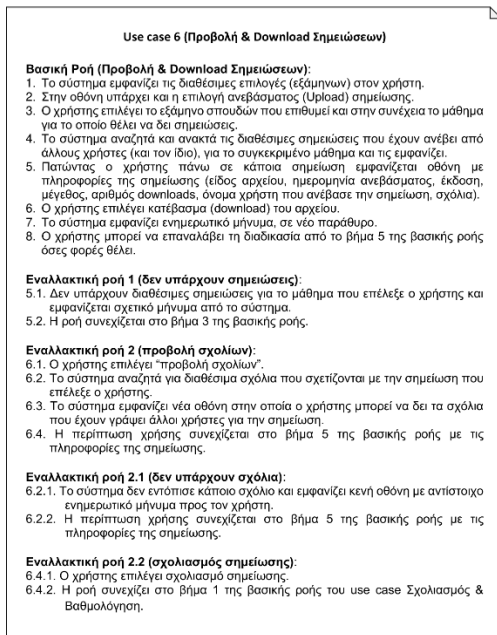 Use case 6 (Προβολή & Download Σημειώσεων)
Βασική Ροή (Προβολή & Download Σημειώσεων):
1. Το σύστημα εμφανίζει τις διαθέσιμες επιλογές (εξάμηνων) στον χρήστη.
2. Στην οθόνη υπάρχει και η επιλογή ανεβάσματος (Upload) σημείωσης.
3. Ο χρήστης επιλέγει το εξάμηνο σπουδών που επιθυμεί και στην συνέχεια το μάθημα
για το οποίο θέλει να δει σημειώσεις.
4. Το σύστημα αναζητά και ανακτά τις διαθέσιμες σημειώσεις που έχουν ανέβει από
άλλους χρήστες (και τον ίδιο), για το συγκεκριμένο μάθημα και τις εμφανίζει.
5. Πατώντας ο χρήστης πάνω σε κάποια σημείωση εμφανίζεται οθόνη με
πληροφορίες της σημείωσης (είδος αρχείου, ημερομηνία ανεβάσματος, έκδοση,
μέγεθος, αριθμός downloads, όνομα χρήστη που ανέβασε την σημείωση, σχόλια).
6. Ο χρήστης επιλέγει κατέβασμα (download) του αρχείου.
7. Το σύστημα εμφανίζει ενημερωτικό μήνυμα, σε νέο παράθυρο.
8. Ο χρήστης μπορεί να επαναλάβει τη διαδικασία από το βήμα 5 της βασικής ροής
όσες φορές θέλει.
Εναλλακτική ροή 1 (δεν υπάρχουν σημειώσεις):
5.1. Δεν υπάρχουν διαθέσιμες σημειώσεις για το μάθημα που επέλεξε ο χρήστης και
εμφανίζεται σχετικό μήνυμα από το σύστημα.
5.2. Η ροή συνεχίζεται στο βήμα 3 της βασικής ροής.
Εναλλακτική ροή 2 (προβολή σχολίων):
6.1. Ο χρήστης επιλέγει "προβολή σχολίων".
6.2. Το σύστημα αναζητά για διαθέσιμα σχόλια που σχετίζονται με την σημείωση που
επέλεξε ο χρήστης.
6.3. Το σύστημα εμφανίζει νέα οθόνη στην οποία ο χρήστης μπορεί να δει τα σχόλια
που έχουν γράψει άλλοι χρήστες για την σημείωση.
6.4. Η περίπτωση χρήσης συνεχίζεται στο βήμα 5 της βασικής ροής με τις
πληροφορίες της σημείωσης.
Εναλλακτική ροή 2.1 (δεν υπάρχουν σχόλια):
6.2.1. Το σύστημα δεν εντόπισε κάποιο σχόλιο και εμφανίζει κενή οθόνη με αντίστοιχο
ενημερωτικό μήνυμα προς τον χρήστη.
6.2.2. Η περίπτωση χρήσης συνεχίζεται στο βήμα 5 της βασικής ροής με τις
πληροφορίες της σημείωσης.
Εναλλακτική ροή 2.2 (σχολιασμός σημείωσης):
6.4.1. Ο χρήστης επιλέγει σχολιασμό σημείωσης.
6.4.2. Η ροή συνεχίζει στο βήμα 1 της βασικής ροής του use case Σχολιασμός &
Βαθμολόγηση.